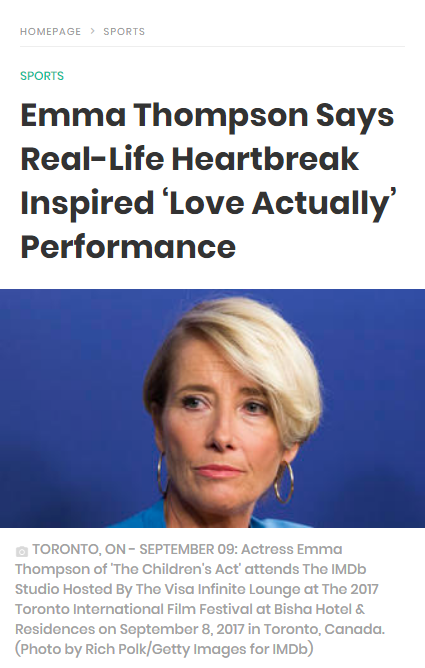 HOMEPAGE > SPORTS
SPORTS
Emma Thompson Says
Real-Life Heartbreak
Inspired ‘Love Actually’
Performance
TORONTO, ON - SEPTEMBER 09: Actress Emma
Thompson of 'The Children's Act' attends The IMDb
Studio Hosted By The Visa Infinite Lounge at The 2017
Toronto International Film Festival at Bisha Hotel &
Residences on September 8, 2017 in Toronto, Canada.
(Photo by Rich Polk/Getty Images for IMDb)